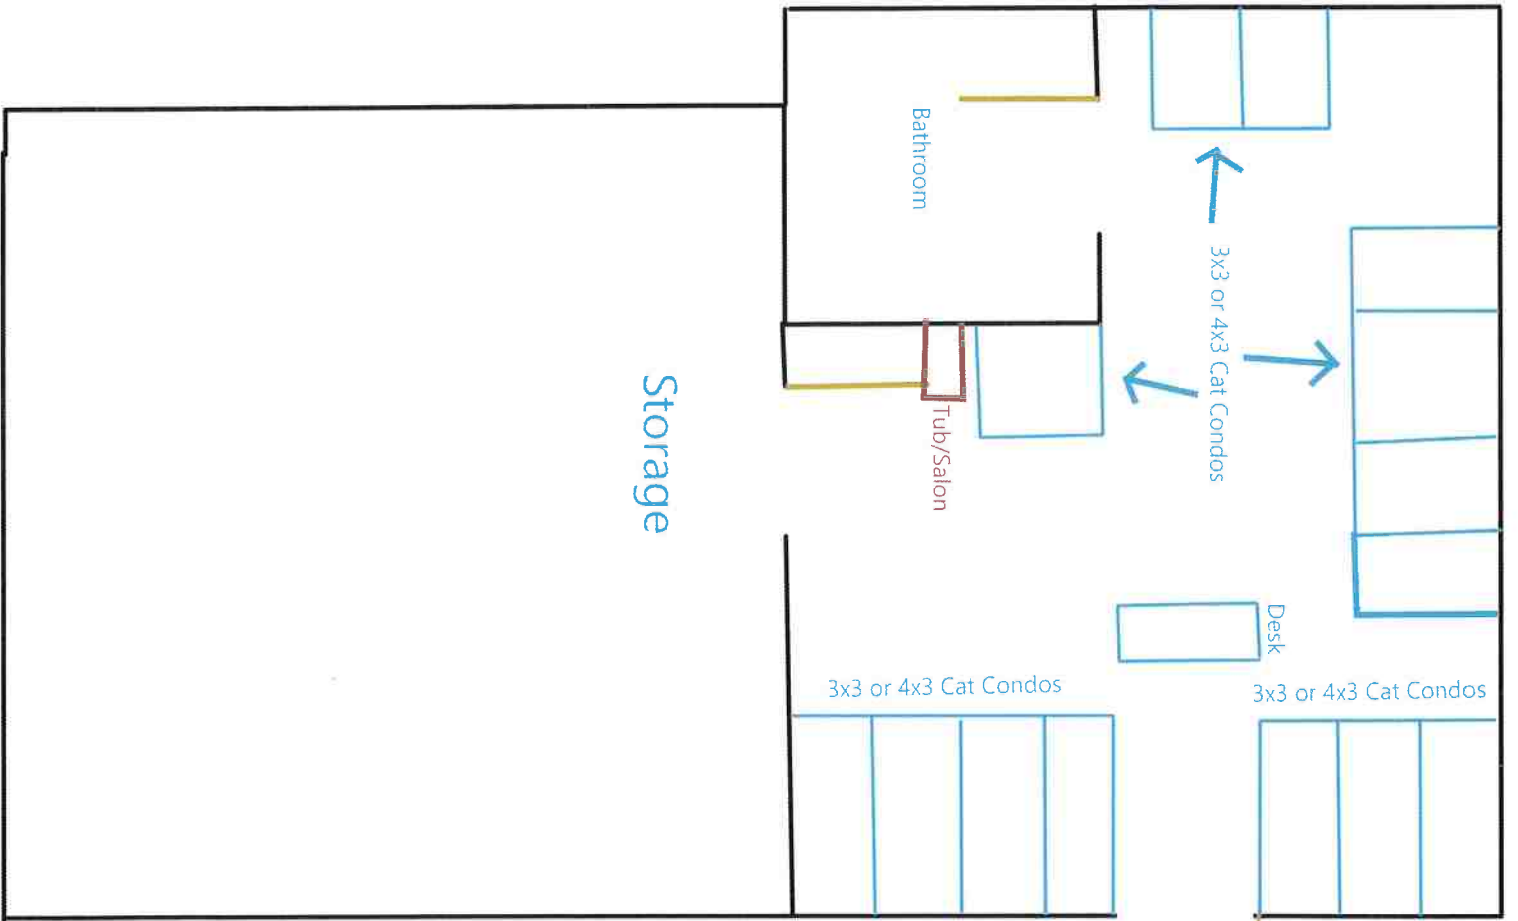 Bathroom
3x3 or 4x3 Cat Condos
Tub/Salon
Storage
Desk
3x3 or 4x3 Cat Condos
3x3 or 4x3 Cat Condos